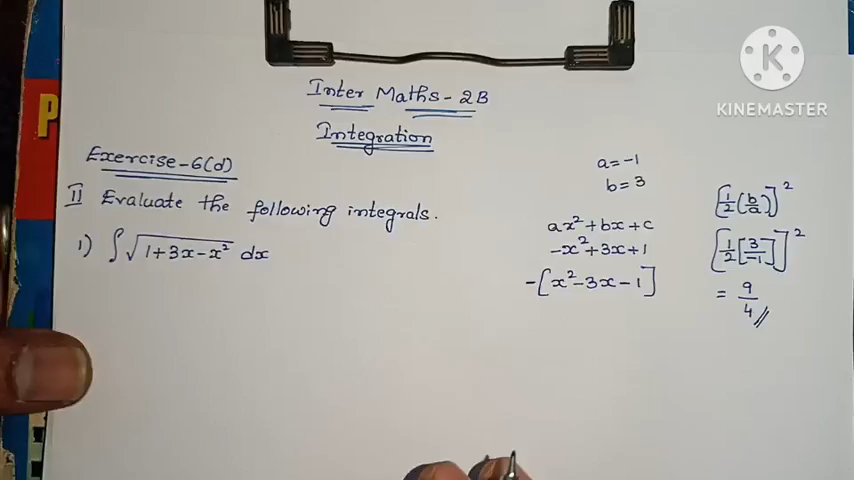 Inter Maths-2B
Integration
Exercise-6(d)
II Evaluate the following integrals.
1) ∫√1+3x-x² dx
a=-1
b=3
ax²+bx+c
-x²+3x+1
-[x²-3x-1]
[1/2(b/a)]²
[1/2[3/-1]]²
= 9/4 //
K
KINEMASTER
P